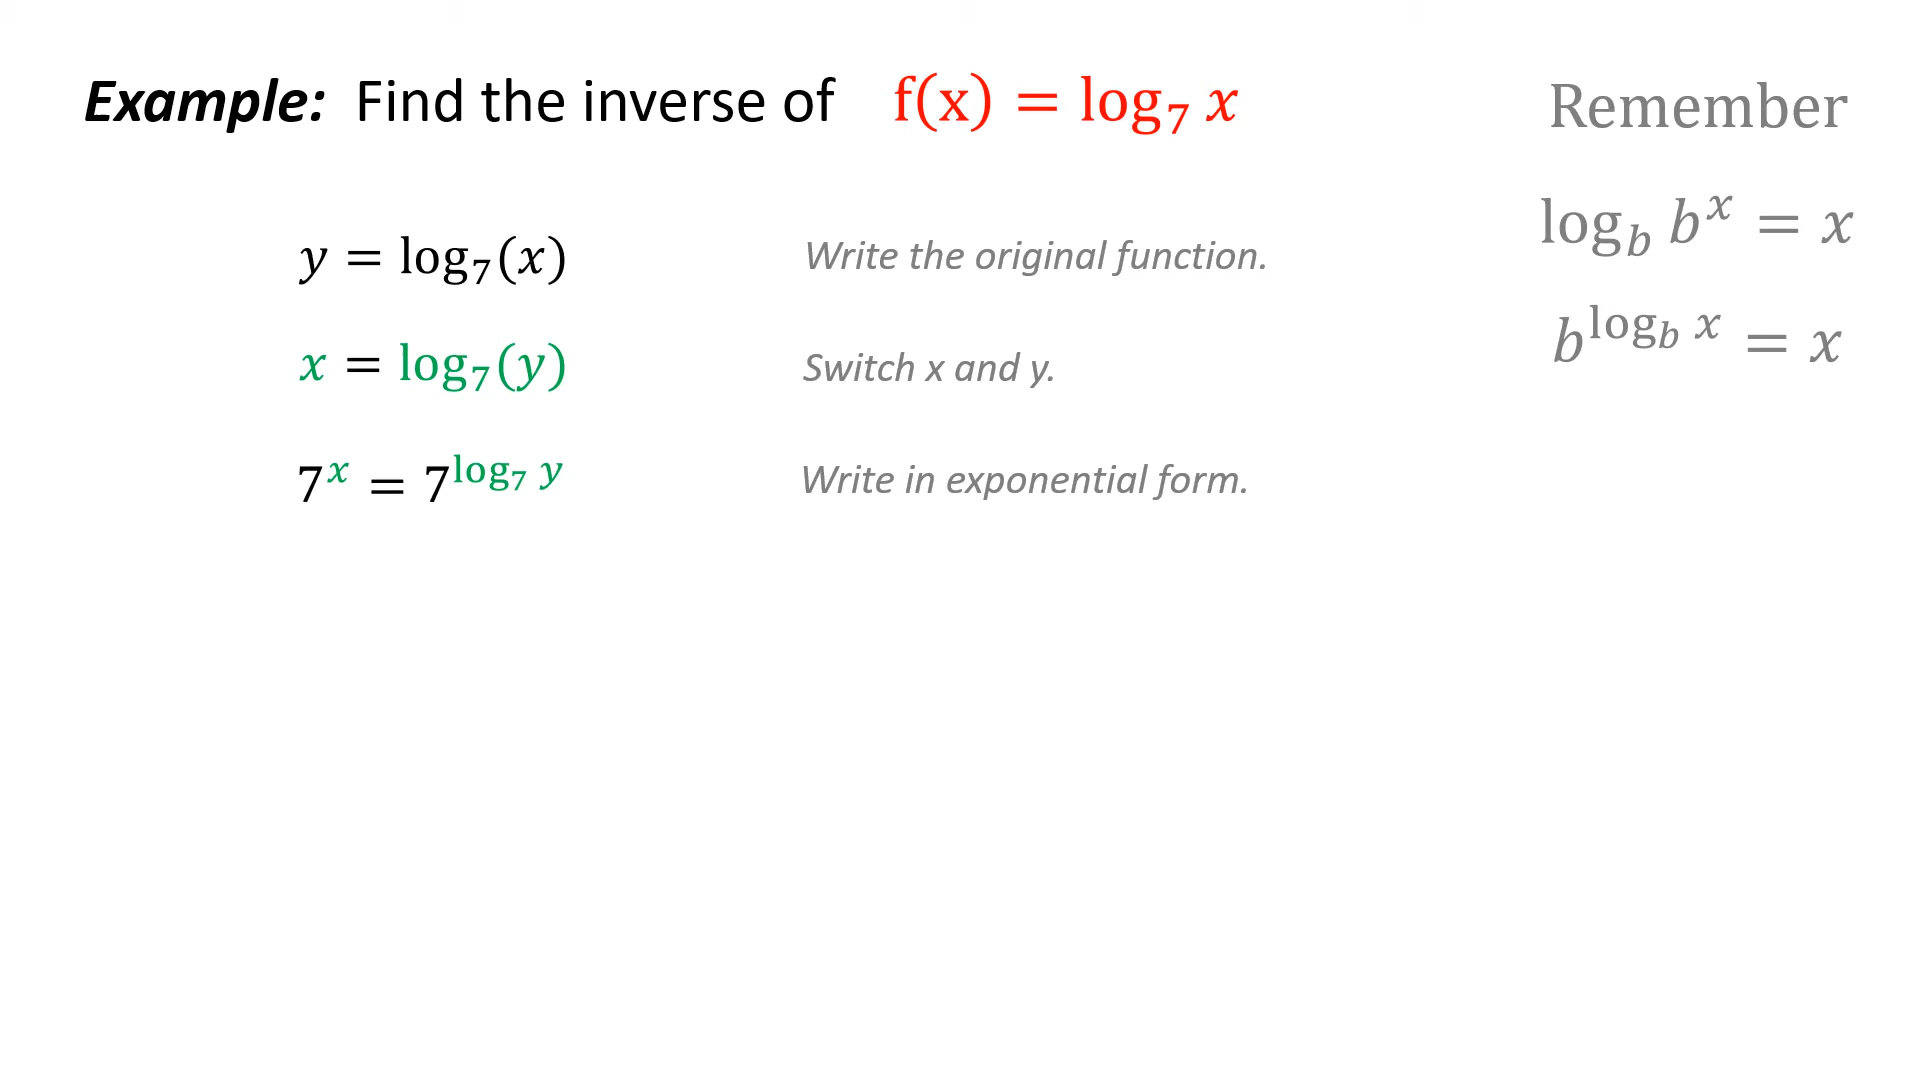 Example: Find the inverse of f(x) = log₇ x
y = log₇(x) Write the original function.
x = log₇(y) Switch x and y.
7^x = 7^(log₇ y) Write in exponential form.
Remember
log_b b^x = x
b^(log_b x) = x